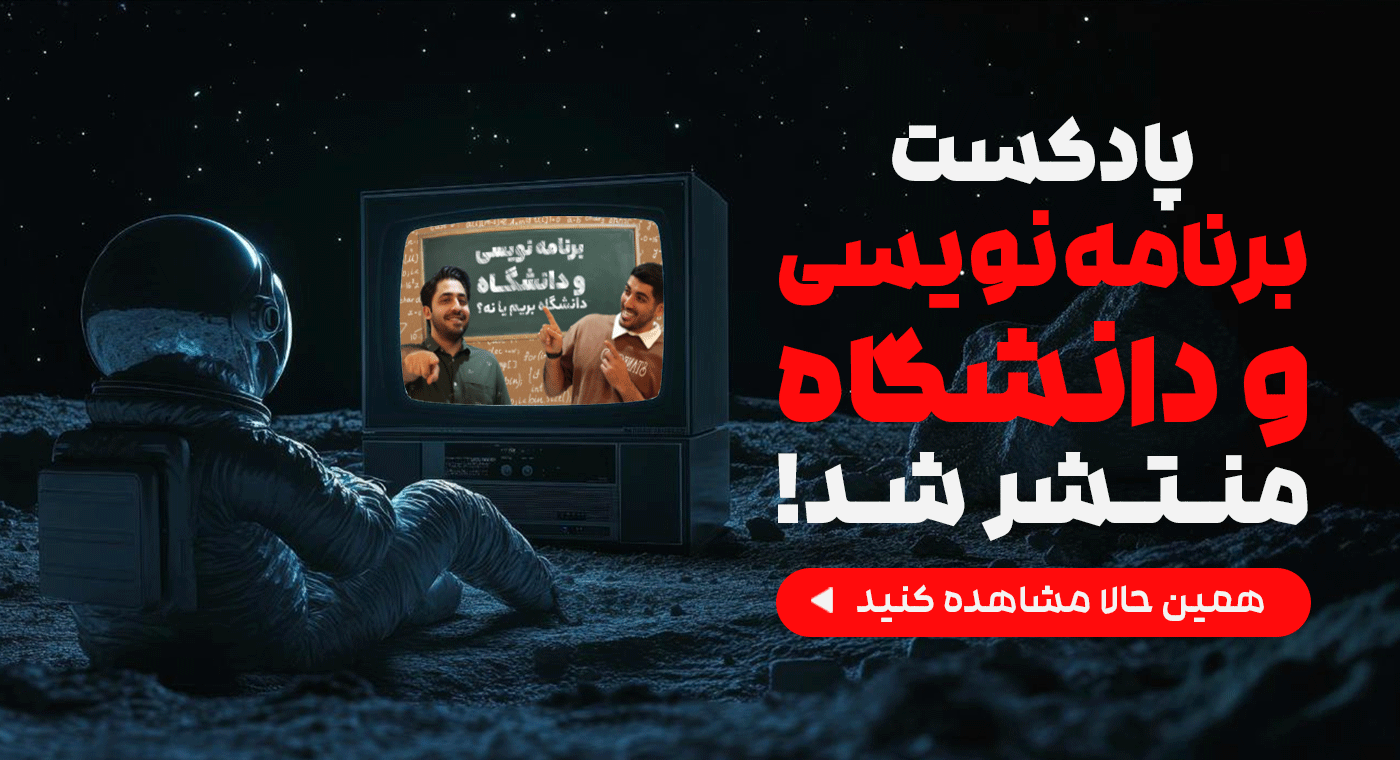 پادکست
برنامه‌نویسی
و دانشگاه
منتشر شد!
همین حالا مشاهده کنید
برنامه نویسی
و دانشگاه
دانشگاه بریم یا نه؟